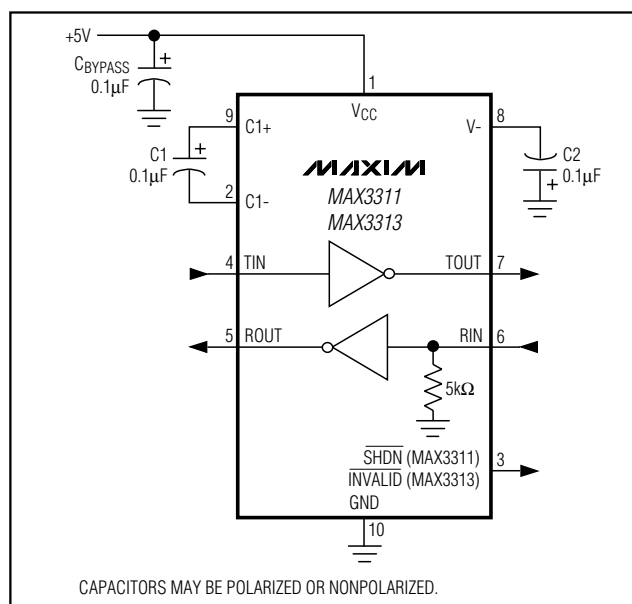 +5V
CBYPASS
+
0.1µF
1
VCC
9
C1+
V-
8
C1
+
0.1µF
C2
+
0.1µF
2
C1-
MAXIM
MAX3311
MAX3313
4
TIN
TOUT
7
5
ROUT
RIN
6
5kΩ
SHDN (MAX3311)
3
INVALID (MAX3313)
GND
10
CAPACITORS MAY BE POLARIZED OR NONPOLARIZED.